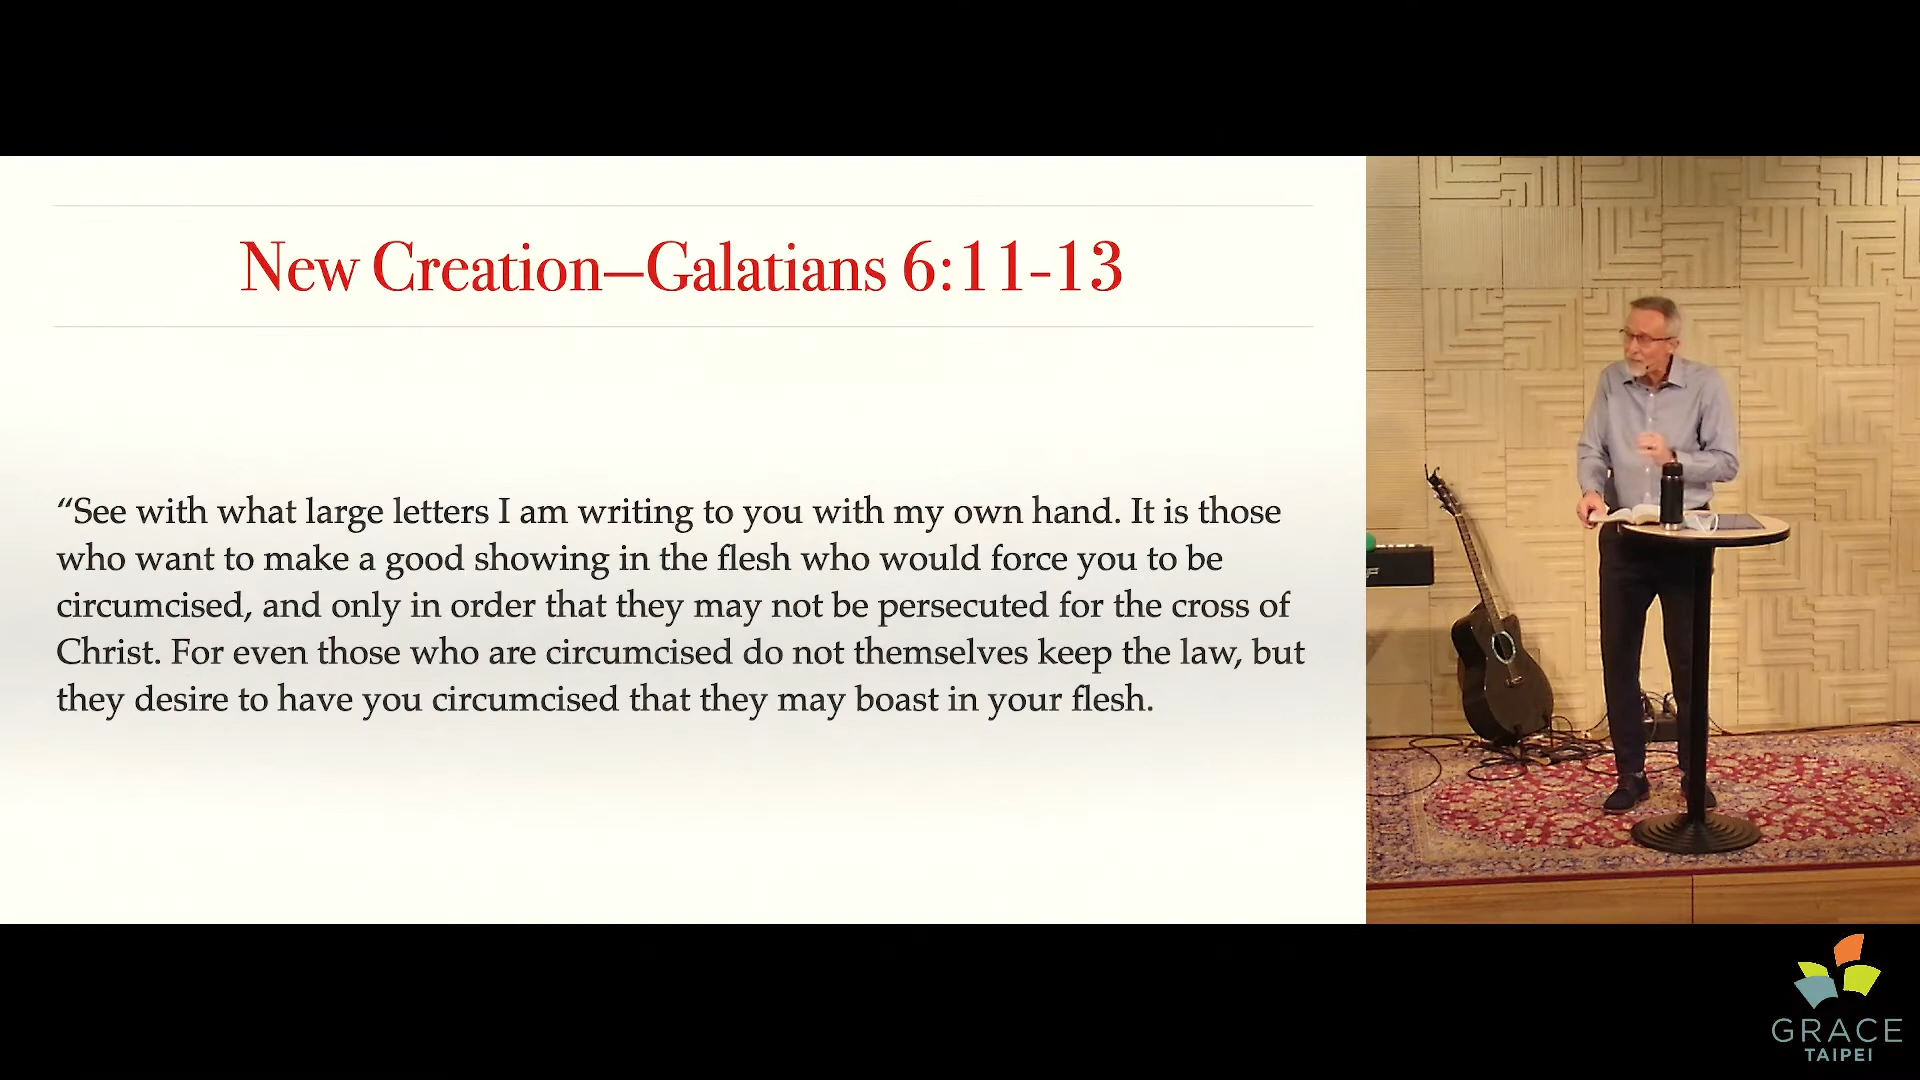 New Creation—Galatians 6:11-13
“See with what large letters I am writing to you with my own hand. It is those
who want to make a good showing in the flesh who would force you to be
circumcised, and only in order that they may not be persecuted for the cross of
Christ. For even those who are circumcised do not themselves keep the law, but
they desire to have you circumcised that they may boast in your flesh.
GRACE
TAIPEI